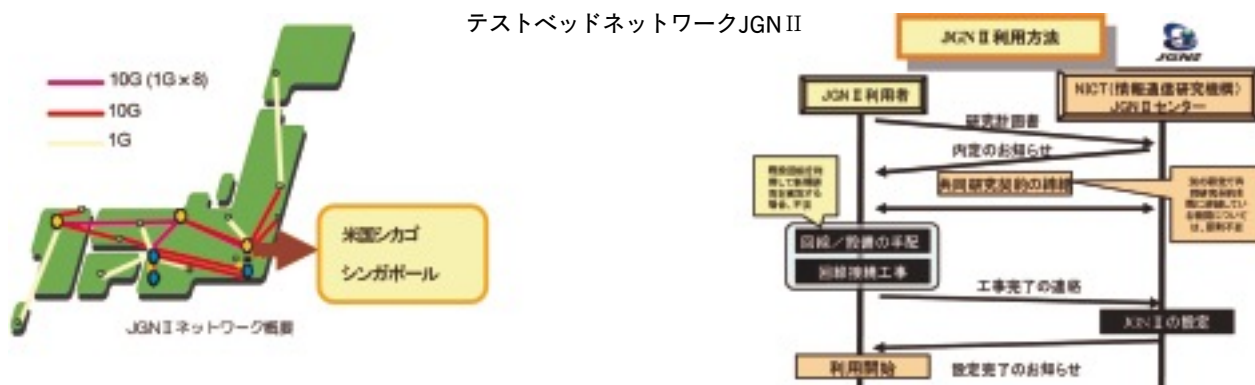 テストベッドネットワークJGNⅡ
10G (1G×8)
10G
1G
米国シカゴ
シンガポール
JGNⅡネットワーク概要
JGNⅡ利用方法
JGNⅡ
JGNⅡ利用者
NICT(情報通信研究機構)
JGNⅡセンター
研究計画書
内定のお知らせ
共同研究契約の締結
回線/設備の手配
回線接続工事
工事完了の連絡
JGNⅡの設定
利用開始
設定完了のお知らせ